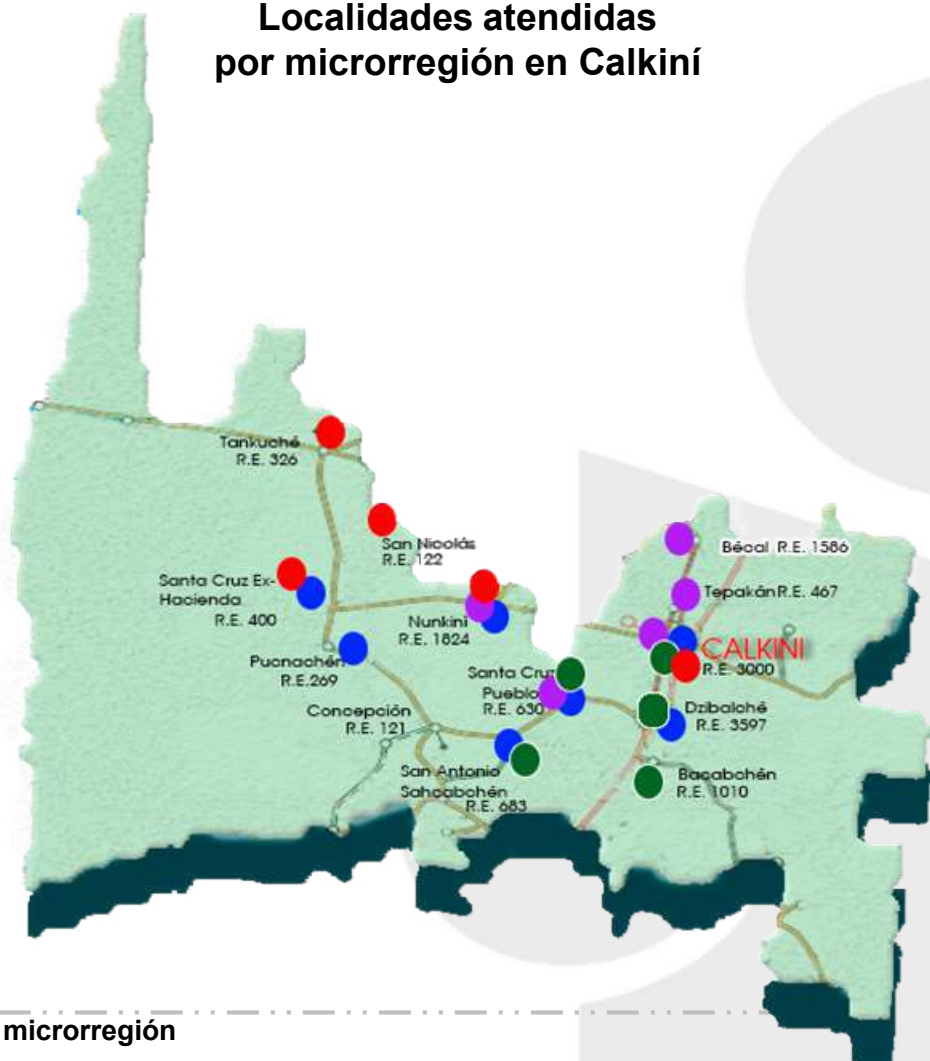 Localidades atendidas
por microrregión en Calkiní
Tankuché
R.E. 326
San Nicolás
R.E. 122
Santa Cruz Ex-
Hacienda
R.E. 400
Nunkiní
R.E. 1824
Pucnachén
R.E.269
Concepción
R.E. 121
Santa Cruz
Pueblo
R.E. 630
San Antonio
Sahcabchén
R.E. 683
Bécal R.E. 1586
Tepakán R.E. 467
CALKINI
R.E. 3000
Dzibalché
R.E. 3597
Bacabchén
R.E. 1010
microrregión